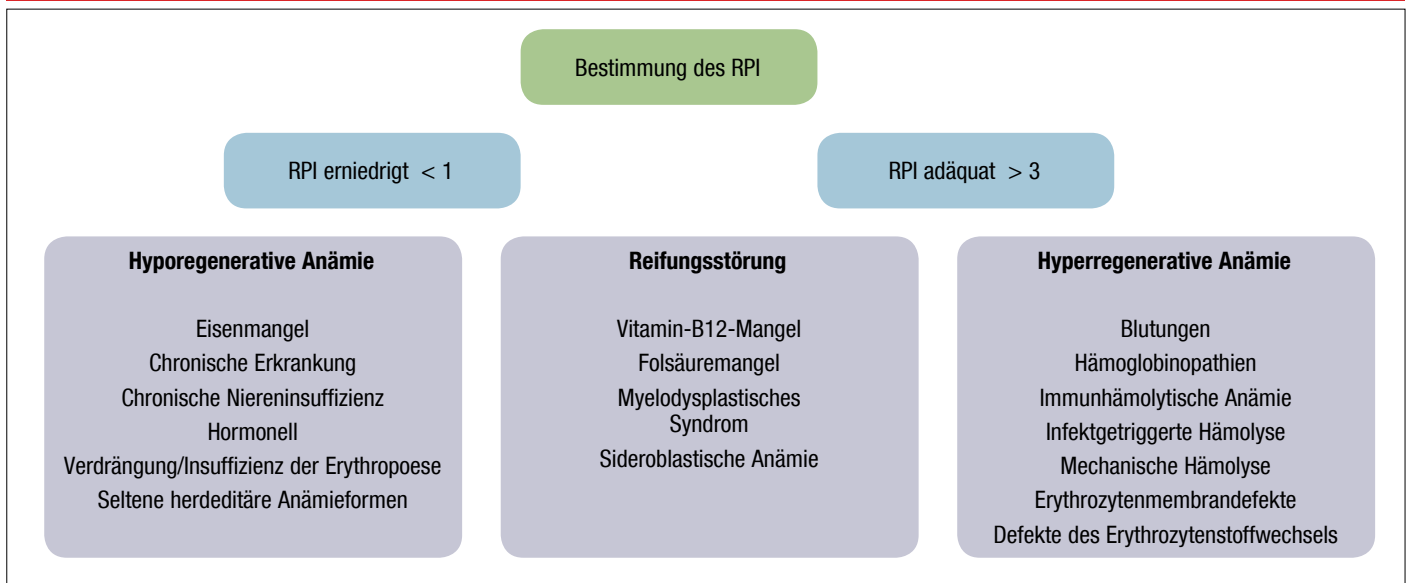 Bestimmung des RPI
RPI erniedrigt < 1
RPI adäquat > 3
Hyporegenerative Anämie
Eisenmangel
Chronische Erkrankung
Chronische Niereninsuffizienz
Hormonell
Verdrängung/Insuffizienz der Erythropoese
Seltene herdeditäre Anämieformen
Reifungsstörung
Vitamin-B12-Mangel
Folsäuremangel
Myelodysplastisches
Syndrom
Sideroblastische Anämie
Hyperregenerative Anämie
Blutungen
Hämoglobinopathien
Immunhämolytische Anämie
Infektgetriggerte Hämolyse
Mechanische Hämolyse
Erythrozytenmembrandefekte
Defekte des Erythrozytenstoffwechsels